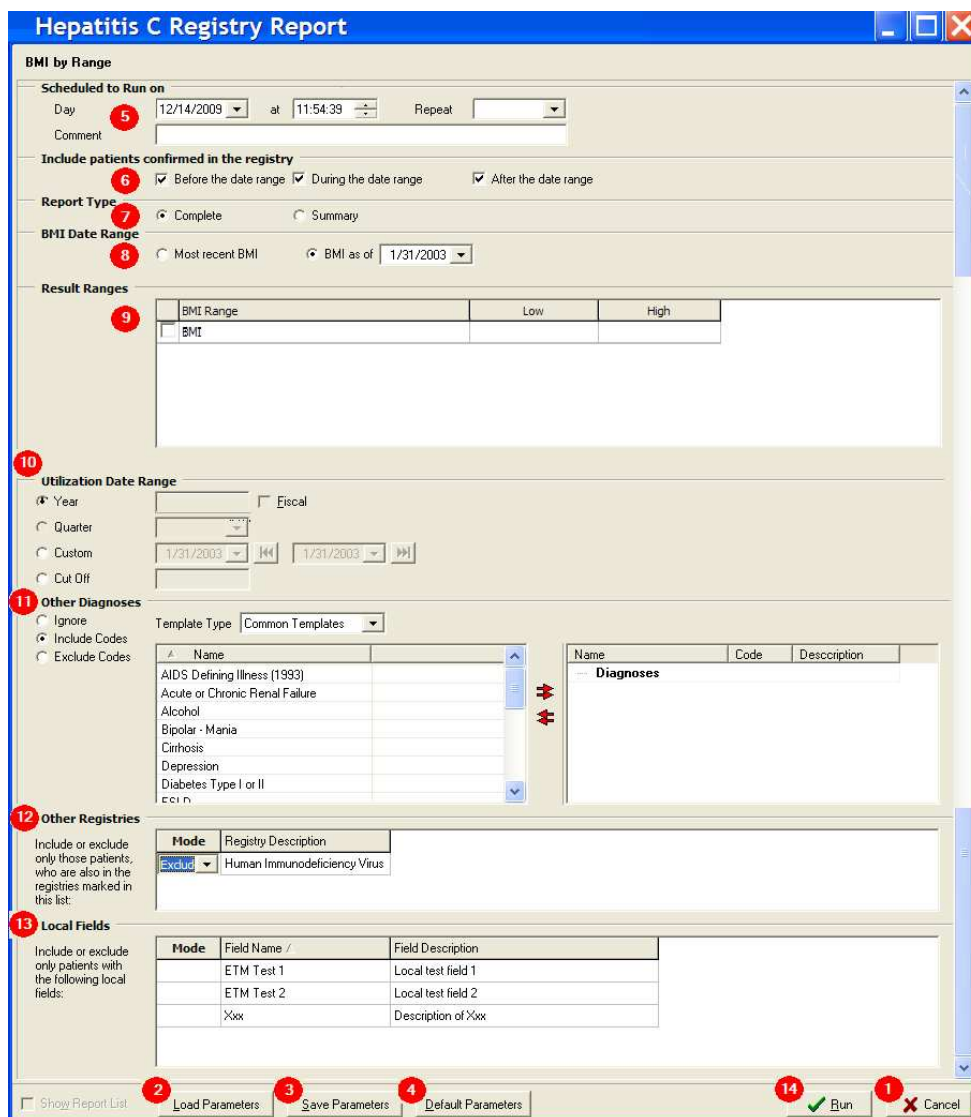 Hepatitis C Registry Report
BMI by Range
Scheduled to Run on
5
Day 12/14/2009 at 11:54:39 Repeat
Comment
Include patients confirmed in the registry
6
Before the date range During the date range After the date range
Report Type
7
Complete Summary
BMI Date Range
8
Most recent BMI BMI as of 1/31/2003
Result Ranges
9
BMI Range Low High
BMI
10
Utilization Date Range
Year Fiscal
Quarter
Custom 1/31/2003 1/31/2003
Cut Off
11 Other Diagnoses
Ignore
Include Codes
Exclude Codes
Template Type Common Templates
Name
AIDS Defining Illness (1993)
Acute or Chronic Renal Failure
Alcohol
Bipolar - Mania
Cirrhosis
Depression
Diabetes Type I or II
ESLD
Name Code Desccription
Diagnoses
12 Other Registries
Include or exclude
only those patients,
who are also in the
registries marked in
this list:
Mode Registry Description
Exclud Human Immunodeficiency Virus
13 Local Fields
Include or exclude
only patients with
the following local
fields:
Mode Field Name / Field Description
ETM Test 1 Local test field 1
ETM Test 2 Local test field 2
Xxx Description of Xxx
2 3 4 14 1
Show Report List Load Parameters Save Parameters Default Parameters Run Cancel